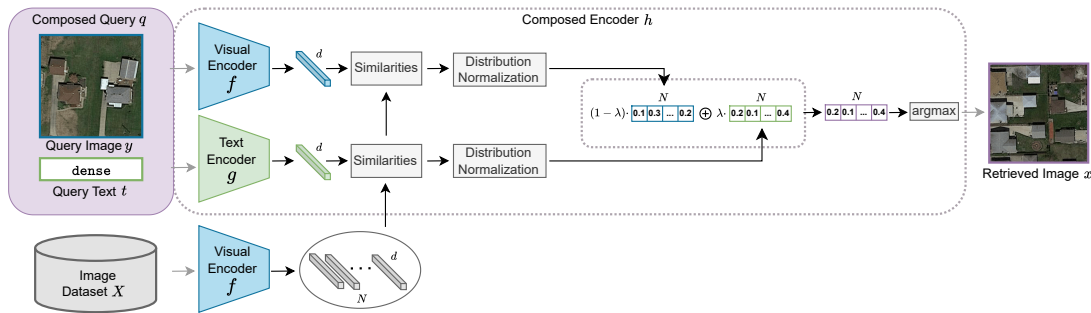 Composed Query q
Query Image y
dense
Query Text t
Image
Dataset X
Composed Encoder h
Visual
Encoder
f
d
Similarities
Distribution
Normalization
Text
Encoder
g
d
Similarities
Distribution
Normalization
Visual
Encoder
f
d
N
N
N
(1 − λ)· 0.1 0.3 ... 0.2 ⊕ λ· 0.2 0.1 ... 0.4
N
0.2 0.1 ... 0.4
argmax
Retrieved Image x